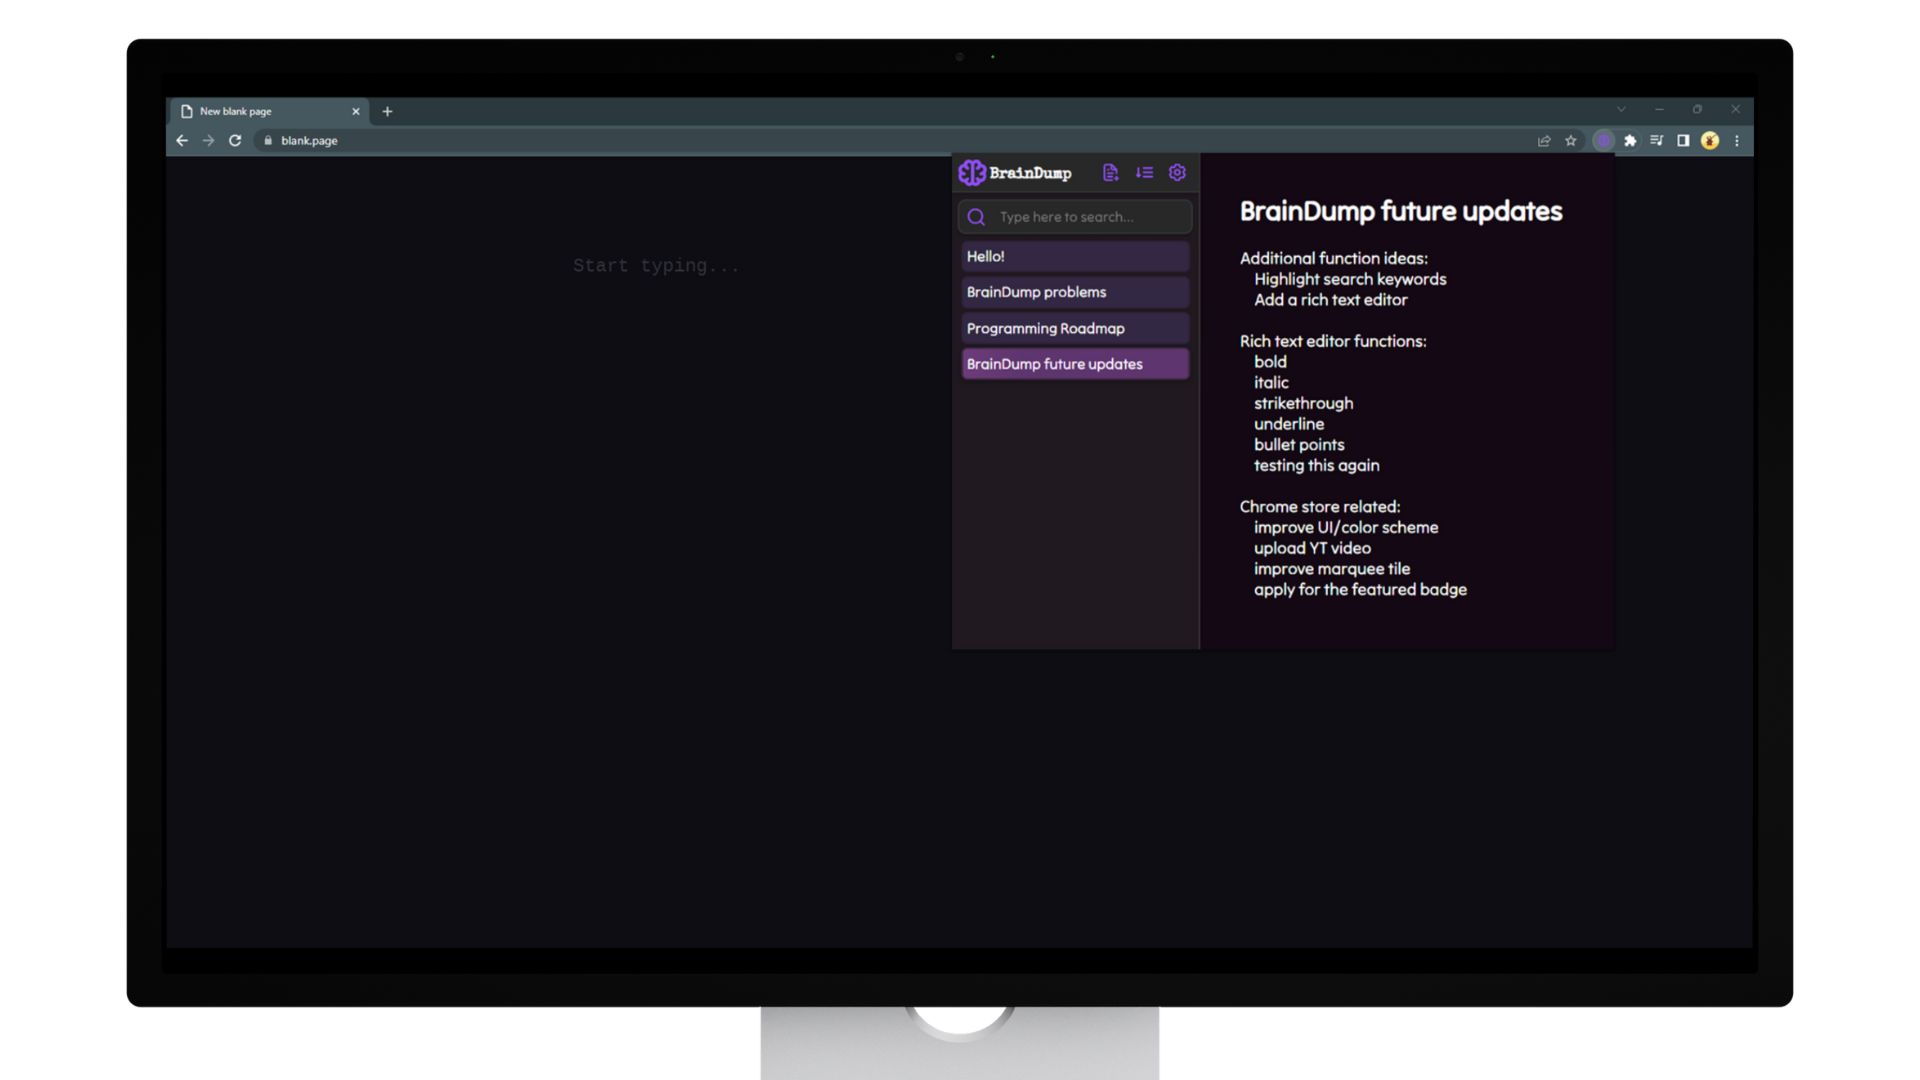 New blank page
blank.page
BrainDump
Type here to search...
Hello!
BrainDump problems
Programming Roadmap
BrainDump future updates
Start typing...
BrainDump future updates
Additional function ideas:
Highlight search keywords
Add a rich text editor
Rich text editor functions:
bold
italic
strikethrough
underline
bullet points
testing this again
Chrome store related:
improve UI/color scheme
upload YT video
improve marquee tile
apply for the featured badge